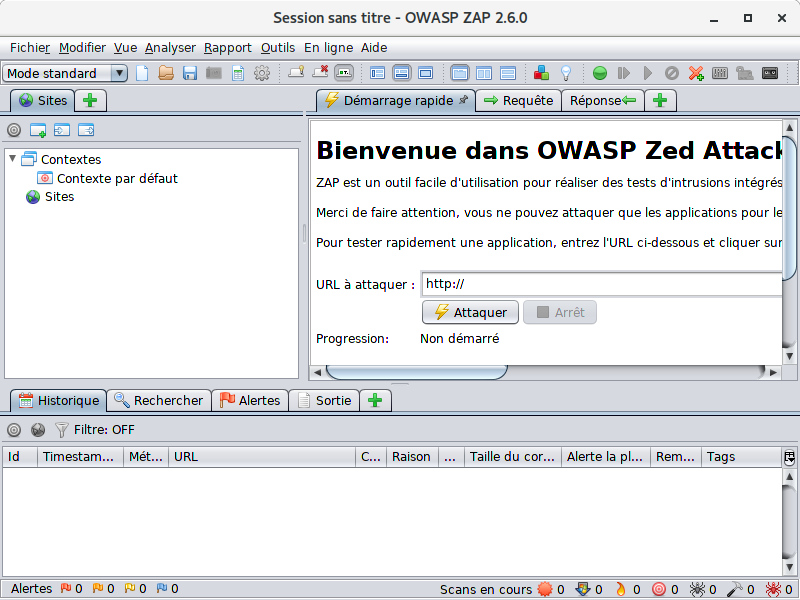 Session sans titre - OWASP ZAP 2.6.0
Fichier Modifier Vue Analyser Rapport Outils En ligne Aide
Mode standard
Sites
Démarrage rapide Requête Réponse
Contextes
Contexte par défaut
Sites
Bienvenue dans OWASP Zed Attack
ZAP est un outil facile d'utilisation pour réaliser des tests d'intrusions intégrés
Merci de faire attention, vous ne pouvez attaquer que les applications pour le
Pour tester rapidement une application, entrez l'URL ci-dessous et cliquer sur
URL à attaquer : http://
Attaquer Arrêt
Progression: Non démarré
Historique Rechercher Alertes Sortie
Filtre: OFF
Id Timestam... Mét... URL C... Raison ... Taille du cor... Alerte la pl... Rem... Tags
Alertes 0 0 0 0 Scans en cours 0 0 0 0 0 0 0